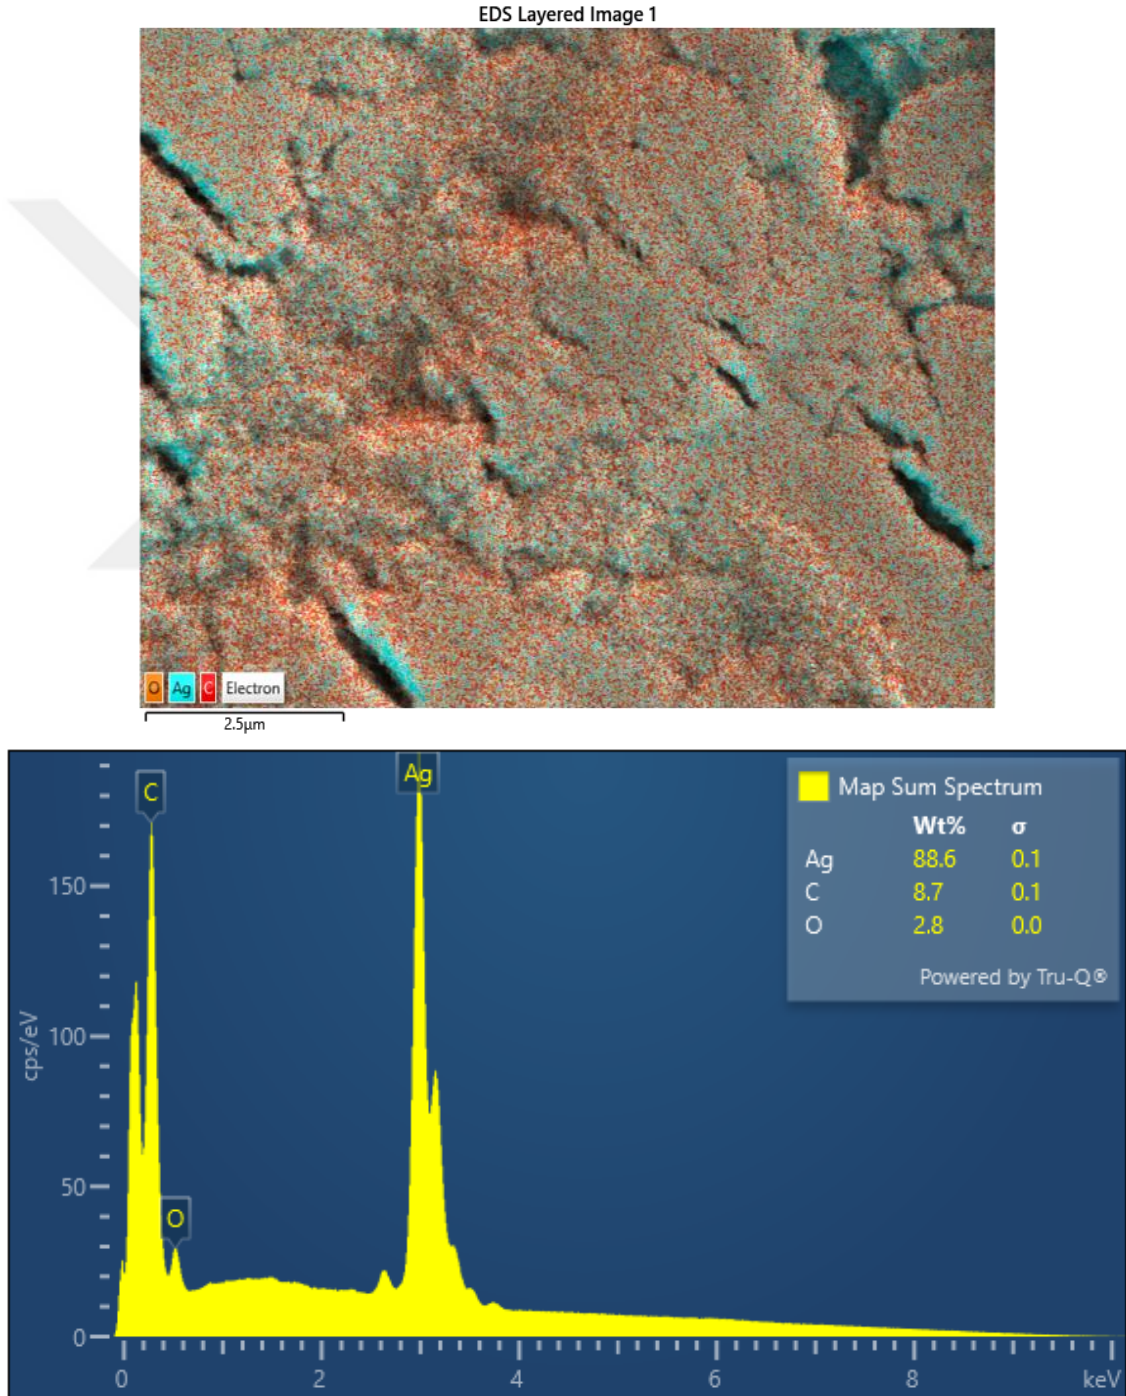 EDS Layered Image 1
O Ag C Electron
2.5μm
Ag
C
Map Sum Spectrum
Wt% σ
Ag 88.6 0.1
C 8.7 0.1
O 2.8 0.0
Powered by Tru-Q®
150
100
cps/eV
50
O
0
0 2 4 6 8 keV